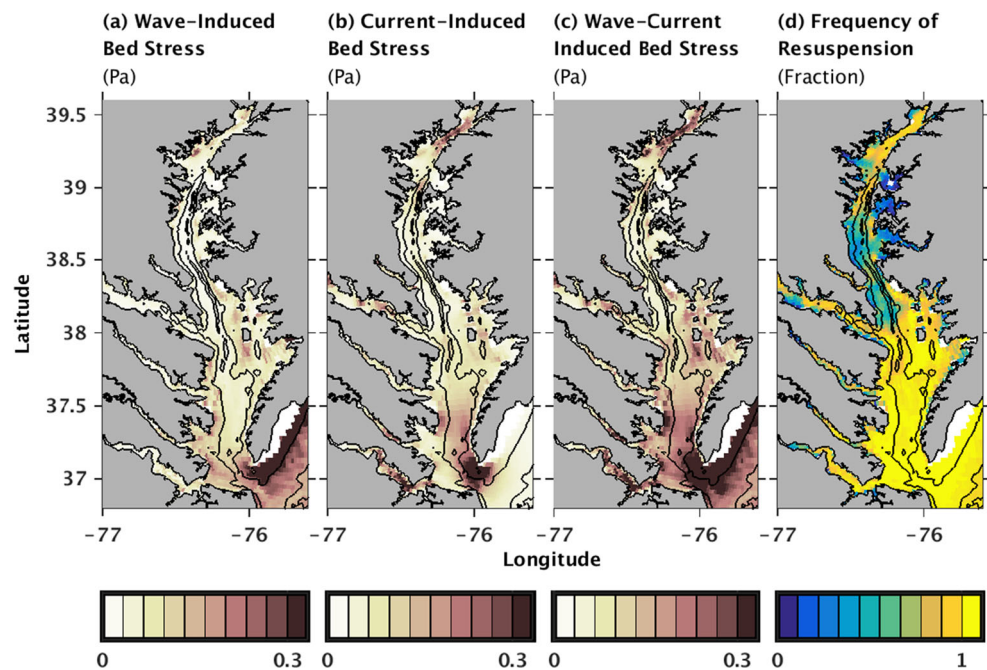 (a) Wave-Induced
Bed Stress
(Pa)
(b) Current-Induced
Bed Stress
(Pa)
(c) Wave-Current
Induced Bed Stress
(Pa)
(d) Frequency of
Resuspension
(Fraction)
Latitude
39.5
39
38.5
38
37.5
37
-77 -76
-77 -76
-77 -76
-77 -76
Longitude
0 0.3
0 0.3
0 0.3
0 1